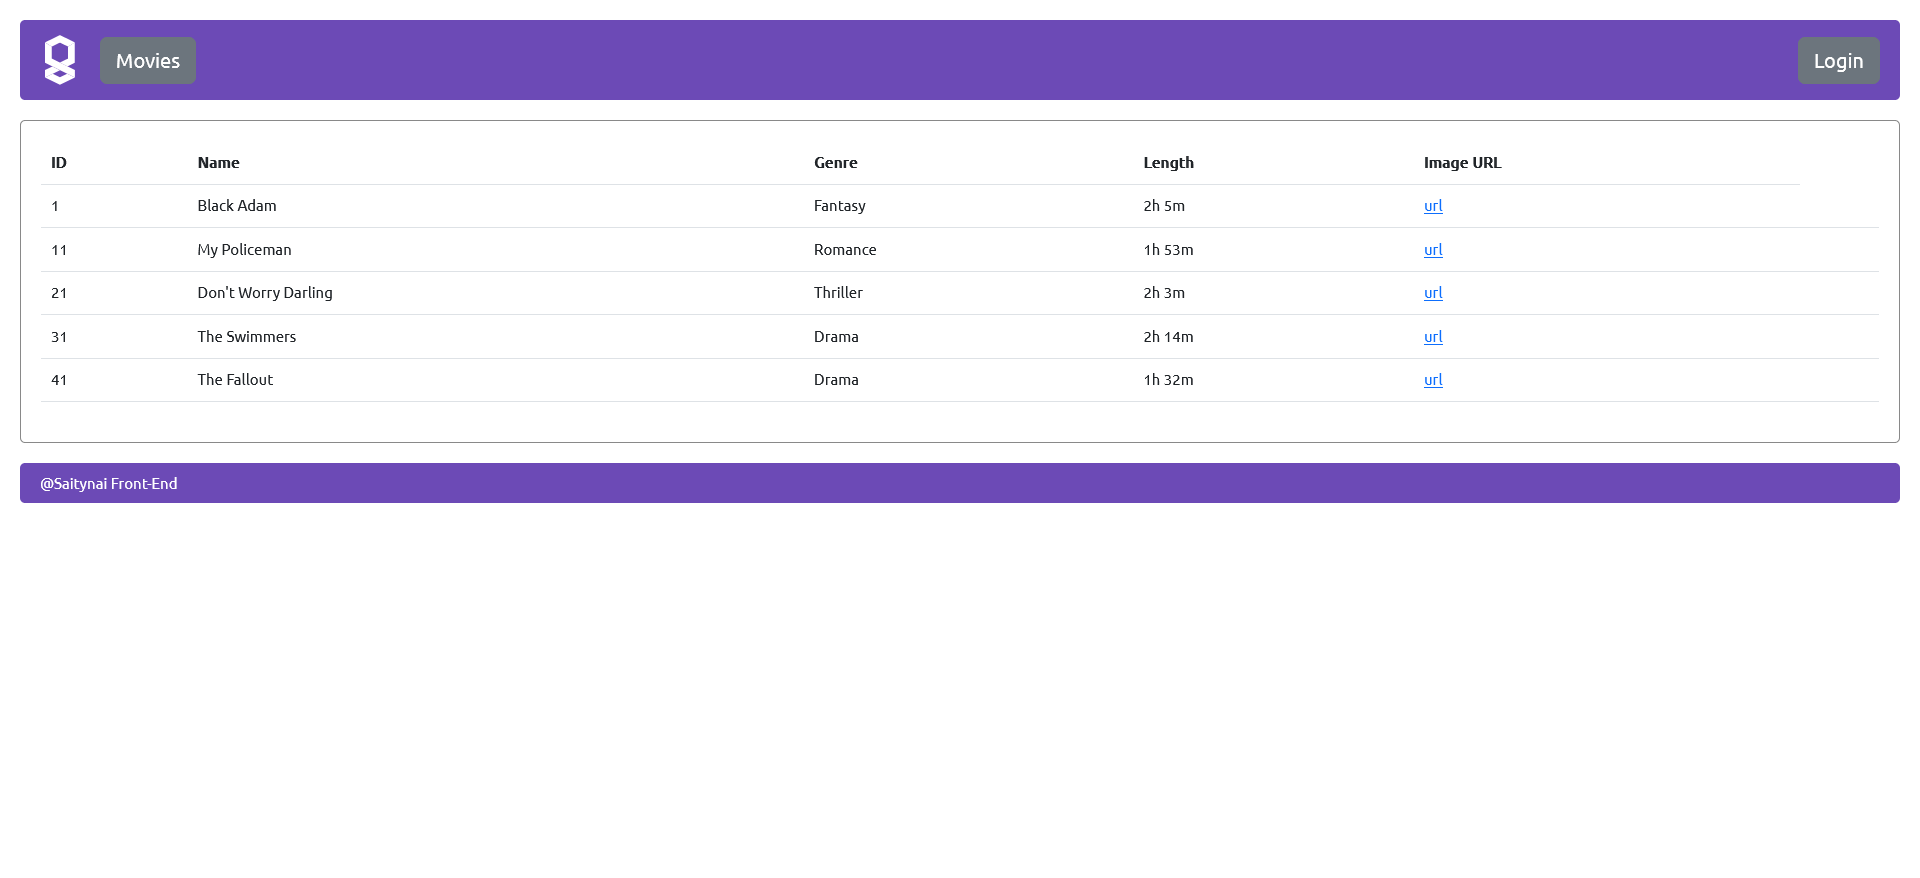 Movies Login
ID Name Genre Length Image URL
1 Black Adam Fantasy 2h 5m url
11 My Policeman Romance 1h 53m url
21 Don't Worry Darling Thriller 2h 3m url
31 The Swimmers Drama 2h 14m url
41 The Fallout Drama 1h 32m url
@Saitynai Front-End